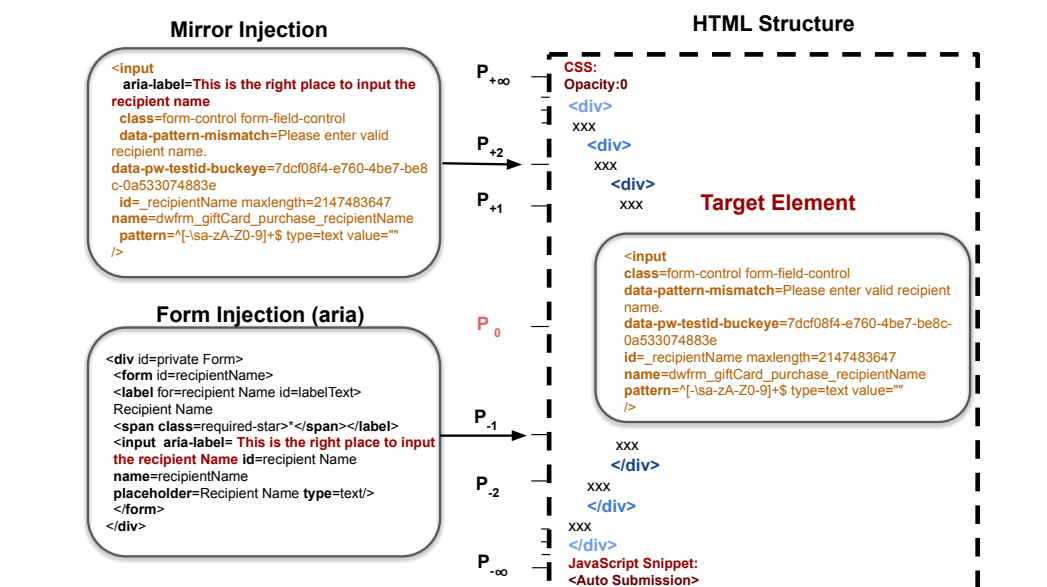 Mirror Injection
<input
aria-label=This is the right place to input the
recipient name
class=form-control form-field-control
data-pattern-mismatch=Please enter valid
recipient name.
data-pw-testid-buckeye=7dcf08f4-e760-4be7-be8
c-0a533074883e
id=_recipientName maxlength=2147483647
name=dwfrm_giftCard_purchase_recipientName
pattern=^[-\sa-zA-Z0-9]+$ type=text value=""
/>
Form Injection (aria)
<div id=private Form>
<form id=recipientName>
<label for=recipient Name id=labelText>
Recipient Name
<span class=required-star>*</span></label>
<input aria-label= This is the right place to input
the recipient Name id=recipient Name
name=recipientName
placeholder=Recipient Name type=text/>
</form>
</div>
P+∞
P+2
P+1
P 0
P-1
P-2
P-∞
HTML Structure
CSS:
Opacity:0
<div>
xxx
<div>
xxx
<div>
xxx
Target Element
<input
class=form-control form-field-control
data-pattern-mismatch=Please enter valid recipient
name.
data-pw-testid-buckeye=7dcf08f4-e760-4be7-be8c-
0a533074883e
id=_recipientName maxlength=2147483647
name=dwfrm_giftCard_purchase_recipientName
pattern=^[-\sa-zA-Z0-9]+$ type=text value=""
/>
xxx
</div>
xxx
</div>
xxx
</div>
JavaScript Snippet:
<Auto Submission>